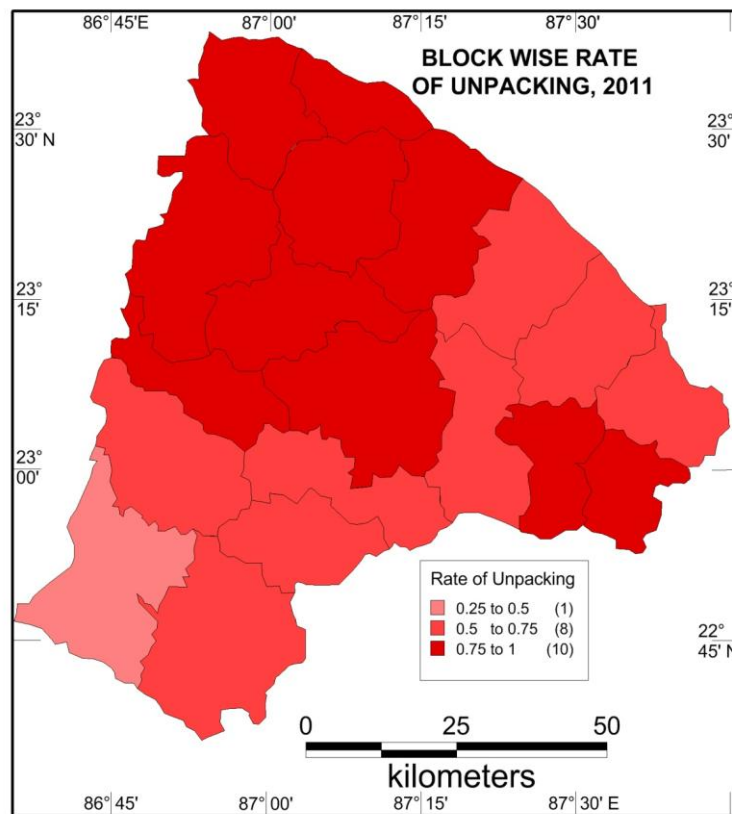 86° 45'E 87° 00' 87° 15' 87° 30'
BLOCK WISE RATE
OF UNPACKING, 2011
23°
30' N
23°
30'
23°
15'
23°
15'
23°
00'
Rate of Unpacking
0.25 to 0.5 (1)
0.5 to 0.75 (8)
0.75 to 1 (10)
22°
45' N
0 25 50
kilometers
86° 45' 87° 00' 87° 15' 87° 30' E